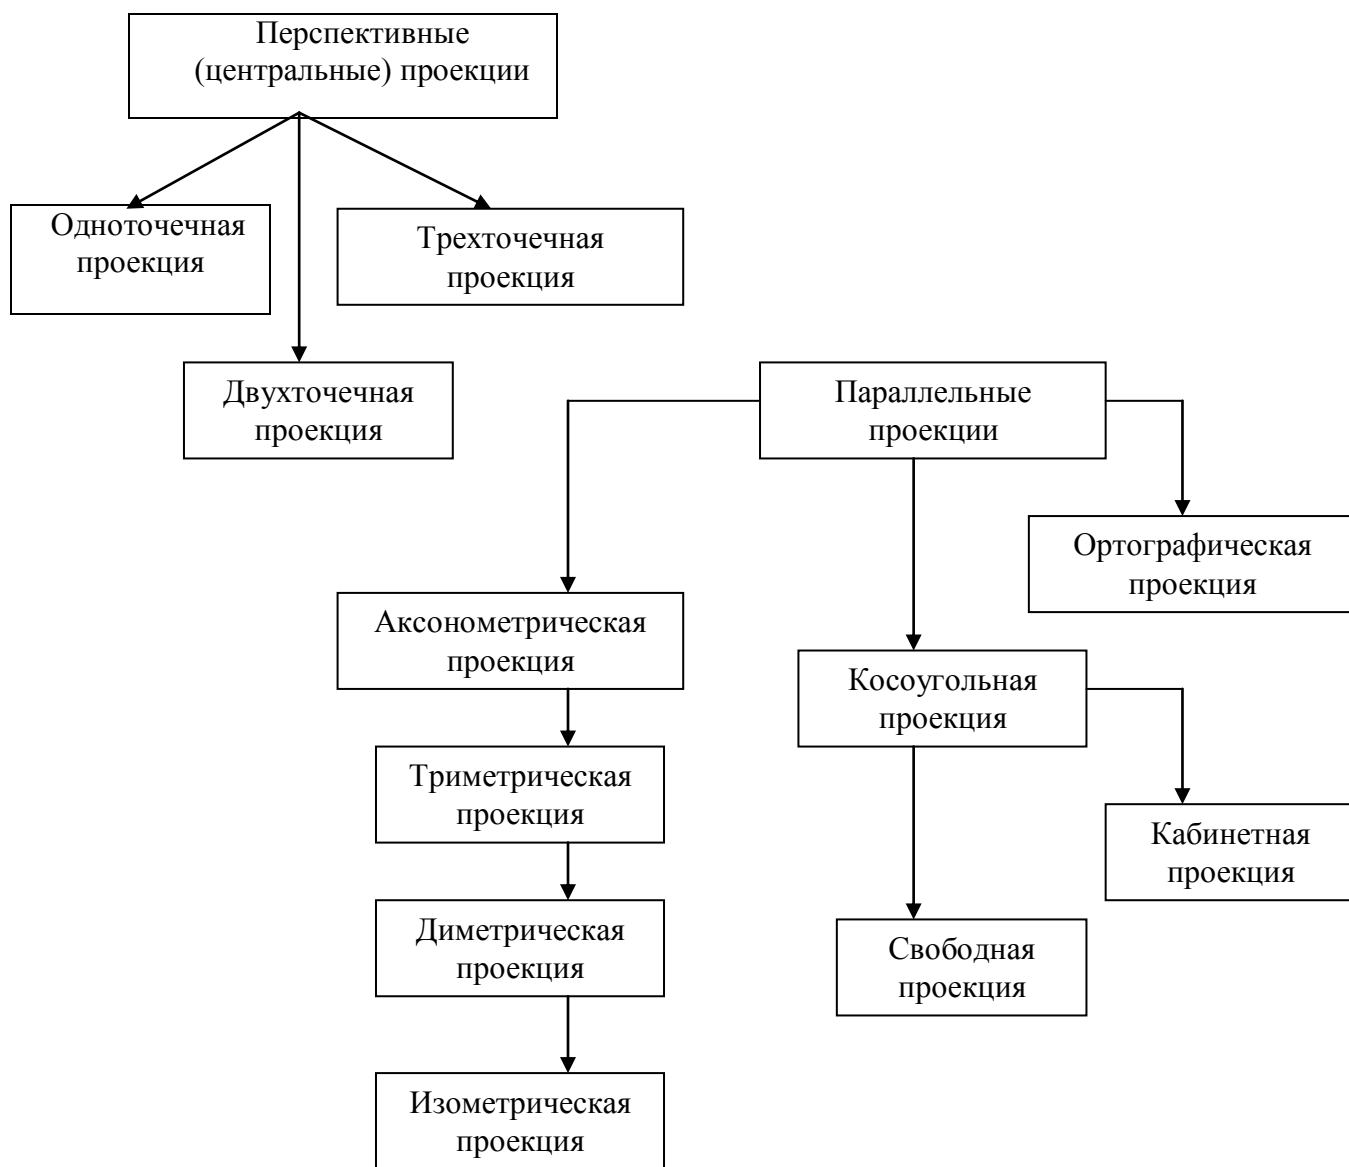 Перспективные
(центральные) проекции
Одноточечная
проекция
Трехточечная
проекция
Двухточечная
проекция
Параллельные
проекции
Ортографическая
проекция
Аксонометрическая
проекция
Косоугольная
проекция
Триметрическая
проекция
Кабинетная
проекция
Диметрическая
проекция
Свободная
проекция
Изометрическая
проекция